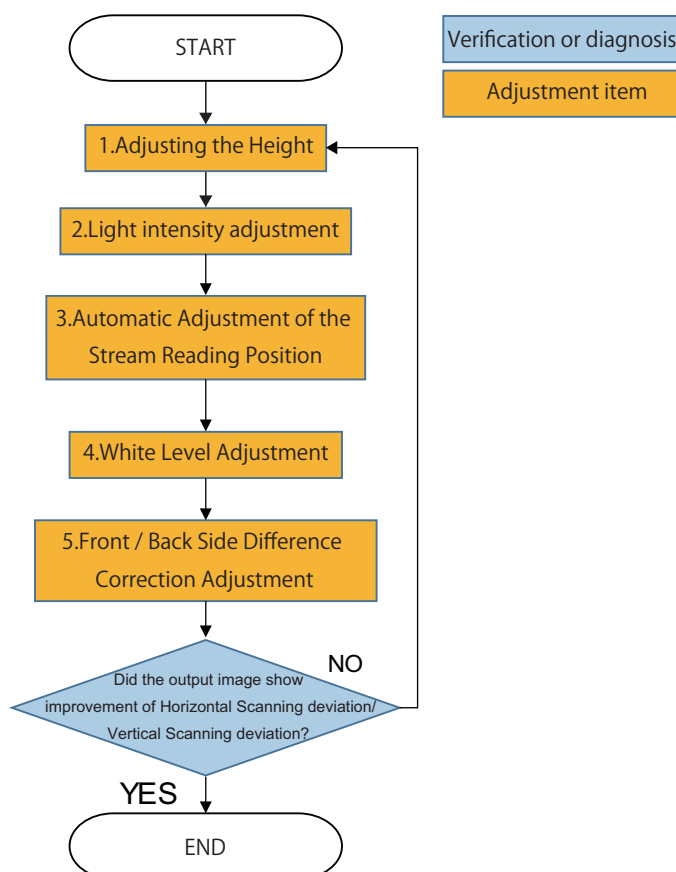 START
Verification or diagnosis
Adjustment item
1.Adjusting the Height
2.Light intensity adjustment
3.Automatic Adjustment of the
Stream Reading Position
4.White Level Adjustment
5.Front / Back Side Difference
Correction Adjustment
NO
Did the output image show
improvement of Horizontal Scanning deviation/
Vertical Scanning deviation?
YES
END